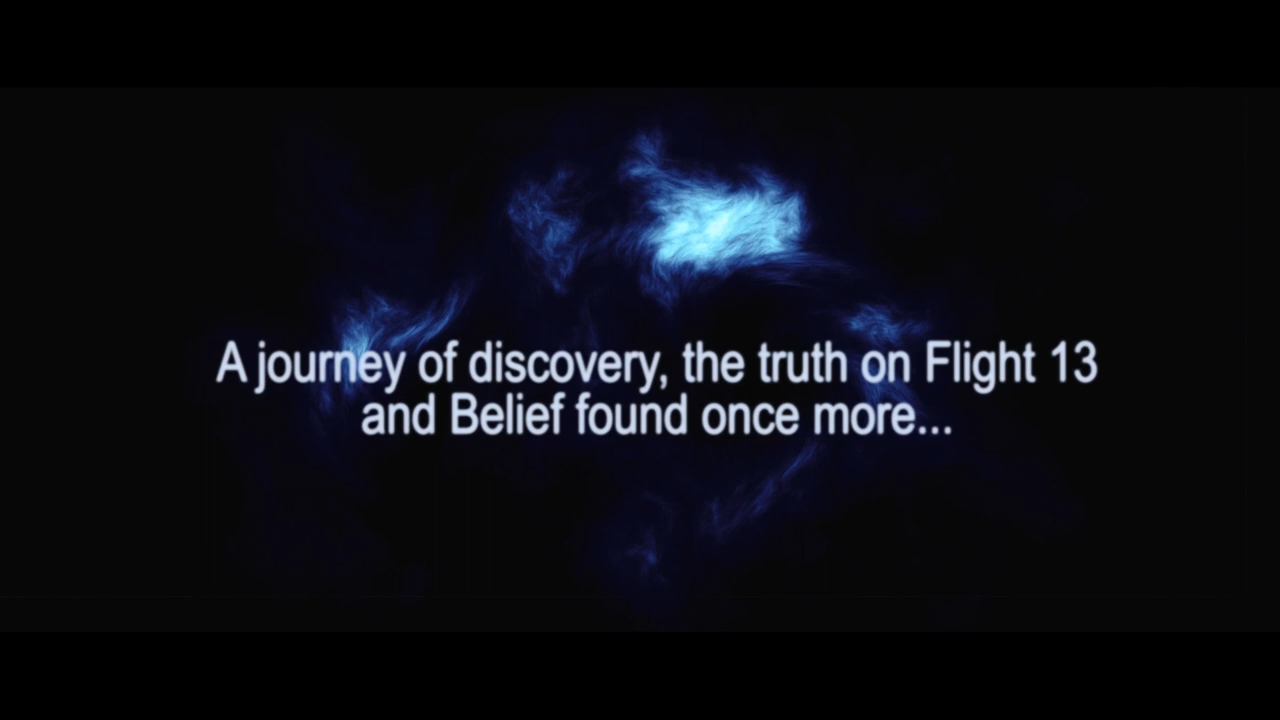 A journey of discovery, the truth on Flight 13
and Belief found once more...